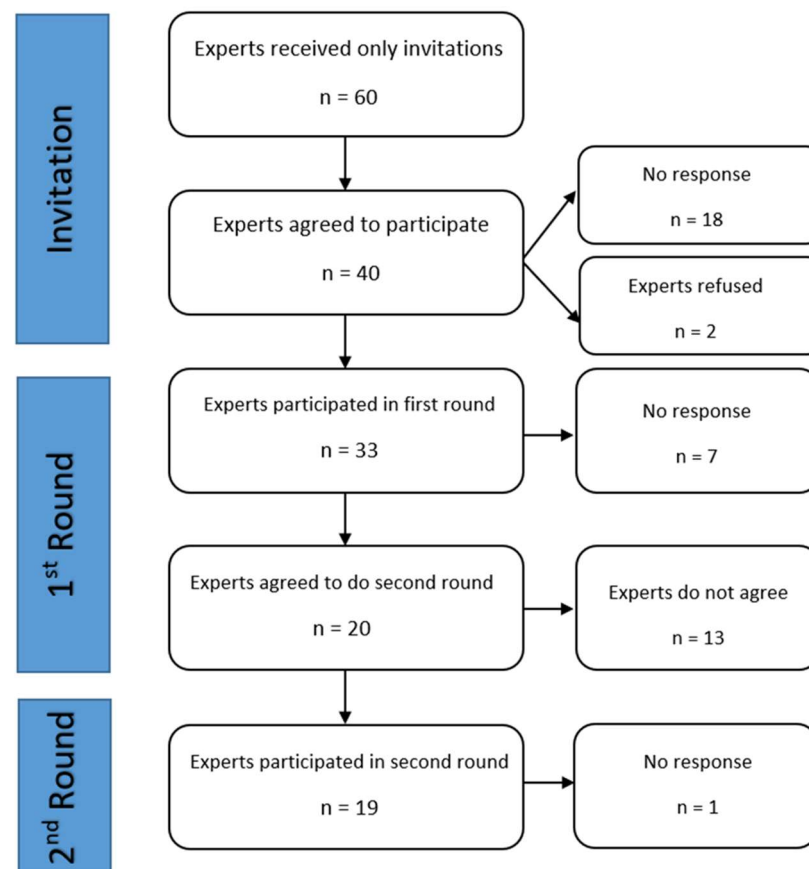 Invitation
Experts received only invitations
n = 60
Experts agreed to participate
n = 40
No response
n = 18
Experts refused
n = 2
1st Round
Experts participated in first round
n = 33
No response
n = 7
Experts agreed to do second round
n = 20
Experts do not agree
n = 13
2nd Round
Experts participated in second round
n = 19
No response
n = 1